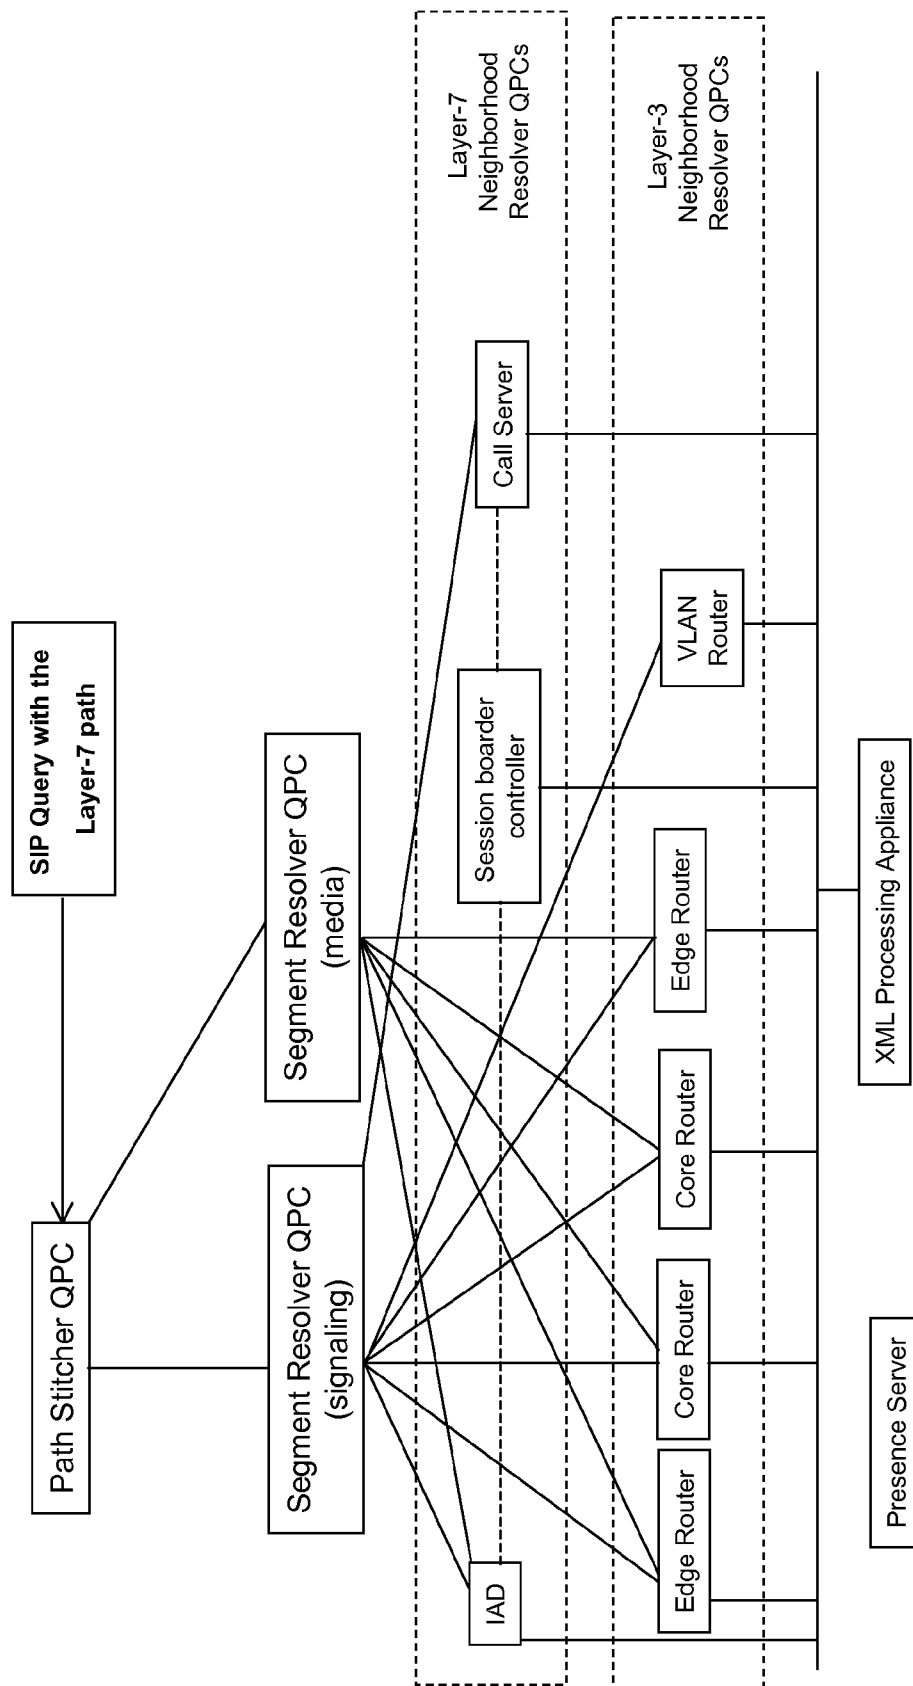 SIP Query with the
Layer-7 path
Path Stitcher QPC
Segment Resolver QPC
(signaling)
Segment Resolver QPC
(media)
Layer-7
Neighborhood
Resolver QPCs
IAD
Session boarder
controller
Call Server
Layer-3
Neighborhood
Resolver QPCs
Edge Router
Core Router
Core Router
Edge Router
VLAN
Router
Presence Server
XML Processing Appliance